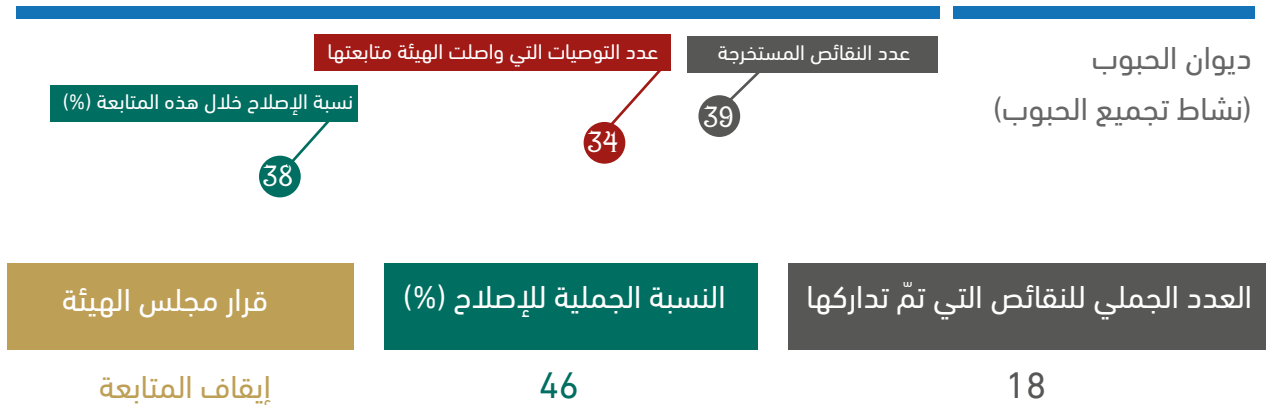 ديوان الحبوب
(نشاط تجميع الحبوب)
عدد النقائص المستخرجة
39
عدد التوصيات التي واصلت الهيئة متابعتها
34
نسبة الإصلاح خلال هذه المتابعة (%)
38
العدد الجملي للنقائص التي تمّ تداركها
18
النسبة الجملية للإصلاح (%)
46
قرار مجلس الهيئة
إيقاف المتابعة